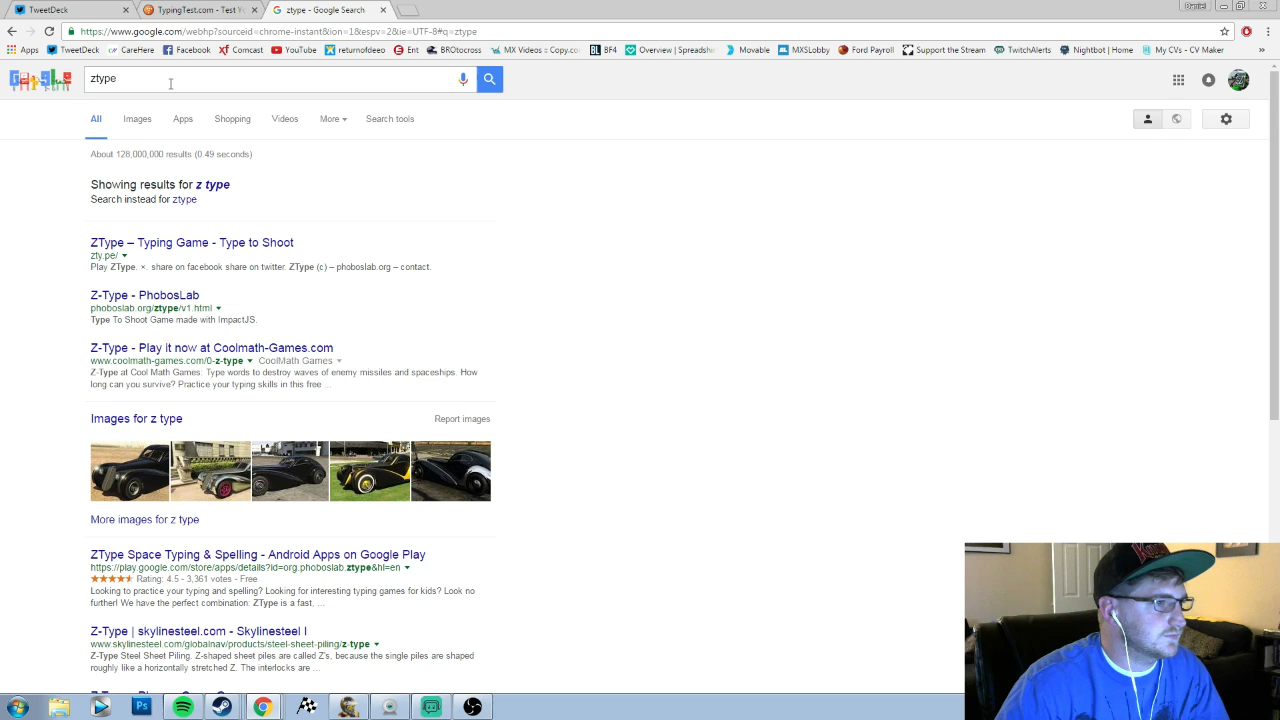 TweetDeck
TypingTest.com - Test Y
ztype - Google Search
https://www.google.com/webhp?sourceid=chrome-instant&ion=1&espv=2&ie=UTF-8#q=ztype
Apps TweetDeck CareHere Facebook Comcast YouTube returnofdeeo Ent BROtocross MX Videos - Copy.co BL BF4 Overview | Spreadshe Movable MXSLobby Ford Payroll Support the Stream TwitchAlerts Nightbot | Home My CVs - CV Maker »
ztype
All Images Apps Shopping Videos More Search tools
About 128,000,000 results (0.49 seconds)
Showing results for z type
Search instead for ztype
ZType – Typing Game - Type to Shoot
zty.pe/
Play ZType. ×. share on facebook share on twitter. ZType (c) – phoboslab.org – contact.
Z-Type - PhobosLab
phoboslab.org/ztype/v1.html
Type To Shoot Game made with ImpactJS.
Z-Type - Play it now at Coolmath-Games.com
www.coolmath-games.com/0-z-type CoolMath Games
Z-Type at Cool Math Games: Type words to destroy waves of enemy missiles and spaceships. How
long can you survive? Practice your typing skills in this free ...
Images for z type Report images
More images for z type
ZType Space Typing & Spelling - Android Apps on Google Play
https://play.google.com/store/apps/details?id=org.phoboslab.ztype&hl=en
Rating: 4.5 - 3,361 votes - Free
Looking to practice your typing and spelling? Looking for interesting typing games for kids? Look no
further! We have the perfect combination: ZType is a fast, ...
Z-Type | skylinesteel.com - Skylinesteel I
www.skylinesteel.com/globalnav/products/steel-sheet-piling/z-type
Z-Type Steel Sheet Piling. Z-shaped sheet piles are called Z's, because the single piles are shaped
roughly like a horizontally stretched Z. The interlocks are ...
Ps